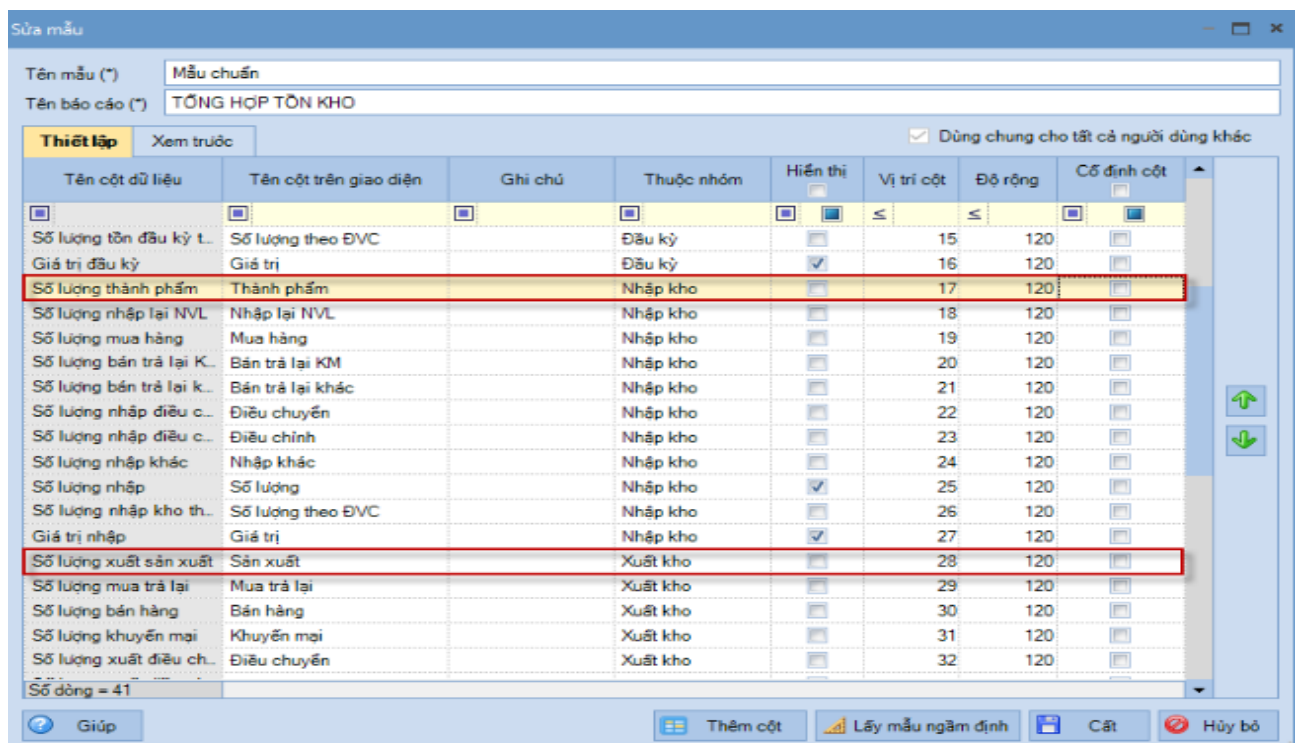 Sửa mẫu
Tên mẫu (*) Mẫu chuẩn
Tên báo cáo (*) TỔNG HỢP TỒN KHO
Thiết lập Xem trước Dùng chung cho tất cả người dùng khác
Tên cột dữ liệu Tên cột trên giao diện Ghi chú Thuộc nhóm Hiển thị Vị trí cột Độ rộng Cố định cột
≤ ≤
Số lượng tồn đầu kỳ t... Số lượng theo ĐVC Đầu kỳ 15 120
Giá trị đầu kỳ Giá trị Đầu kỳ 16 120
Số lượng thành phẩm Thành phẩm Nhập kho 17 120
Số lượng nhập lại NVL Nhập lại NVL Nhập kho 18 120
Số lượng mua hàng Mua hàng Nhập kho 19 120
Số lượng bán trả lại K... Bán trả lại KM Nhập kho 20 120
Số lượng bán trả lại k... Bán trả lại khác Nhập kho 21 120
Số lượng nhập điều c... Điều chuyển Nhập kho 22 120
Số lượng nhập điều c... Điều chỉnh Nhập kho 23 120
Số lượng nhập khác Nhập khác Nhập kho 24 120
Số lượng nhập Số lượng Nhập kho 25 120
Số lượng nhập kho th... Số lượng theo ĐVC Nhập kho 26 120
Giá trị nhập Giá trị Nhập kho 27 120
Số lượng xuất sản xuất Sản xuất Xuất kho 28 120
Số lượng mua trả lại Mua trả lại Xuất kho 29 120
Số lượng bán hàng Bán hàng Xuất kho 30 120
Số lượng khuyến mại Khuyến mại Xuất kho 31 120
Số lượng xuất điều ch... Điều chuyển Xuất kho 32 120
Số dòng = 41
Giúp Thêm cột Lấy mẫu ngầm định Cất Hủy bỏ